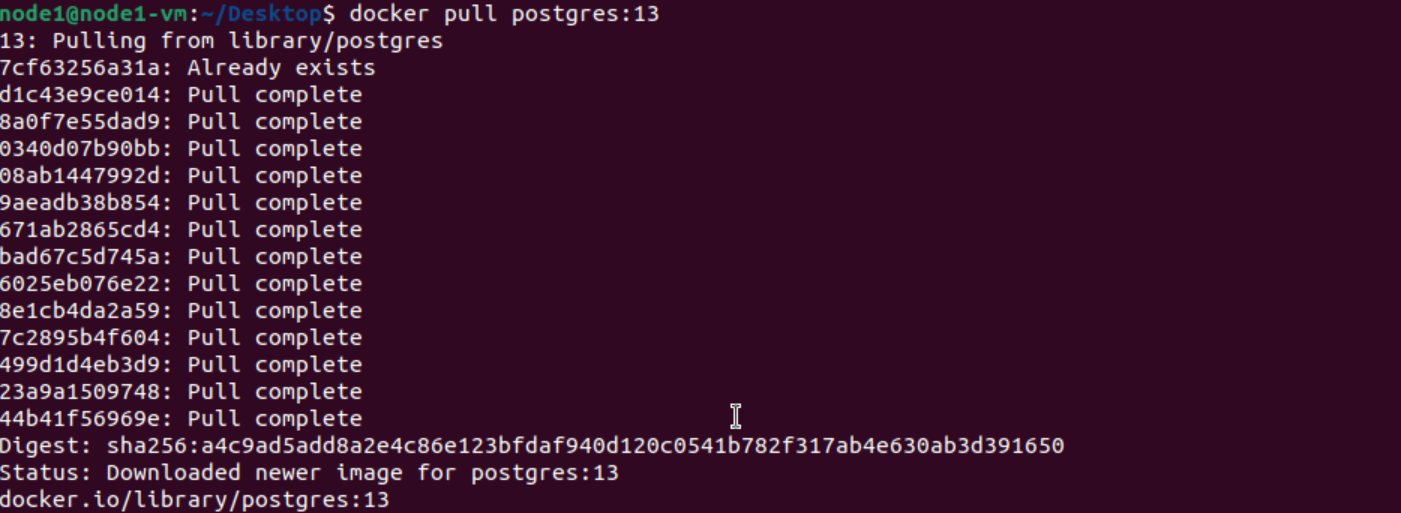 node1@node1-vm:~/Desktop$ docker pull postgres:13
13: Pulling from library/postgres
7cf63256a31a: Already exists
d1c43e9ce014: Pull complete
8a0f7e55dad9: Pull complete
0340d07b90bb: Pull complete
08ab1447992d: Pull complete
9aeadb38b854: Pull complete
671ab2865cd4: Pull complete
bad67c5d745a: Pull complete
6025eb076e22: Pull complete
8e1cb4da2a59: Pull complete
7c2895b4f604: Pull complete
499d1d4eb3d9: Pull complete
23a9a1509748: Pull complete
44b41f56969e: Pull complete
Digest: sha256:a4c9ad5add8a2e4c86e123bfdaf940d120c0541b782f317ab4e630ab3d391650
Status: Downloaded newer image for postgres:13
docker.io/library/postgres:13